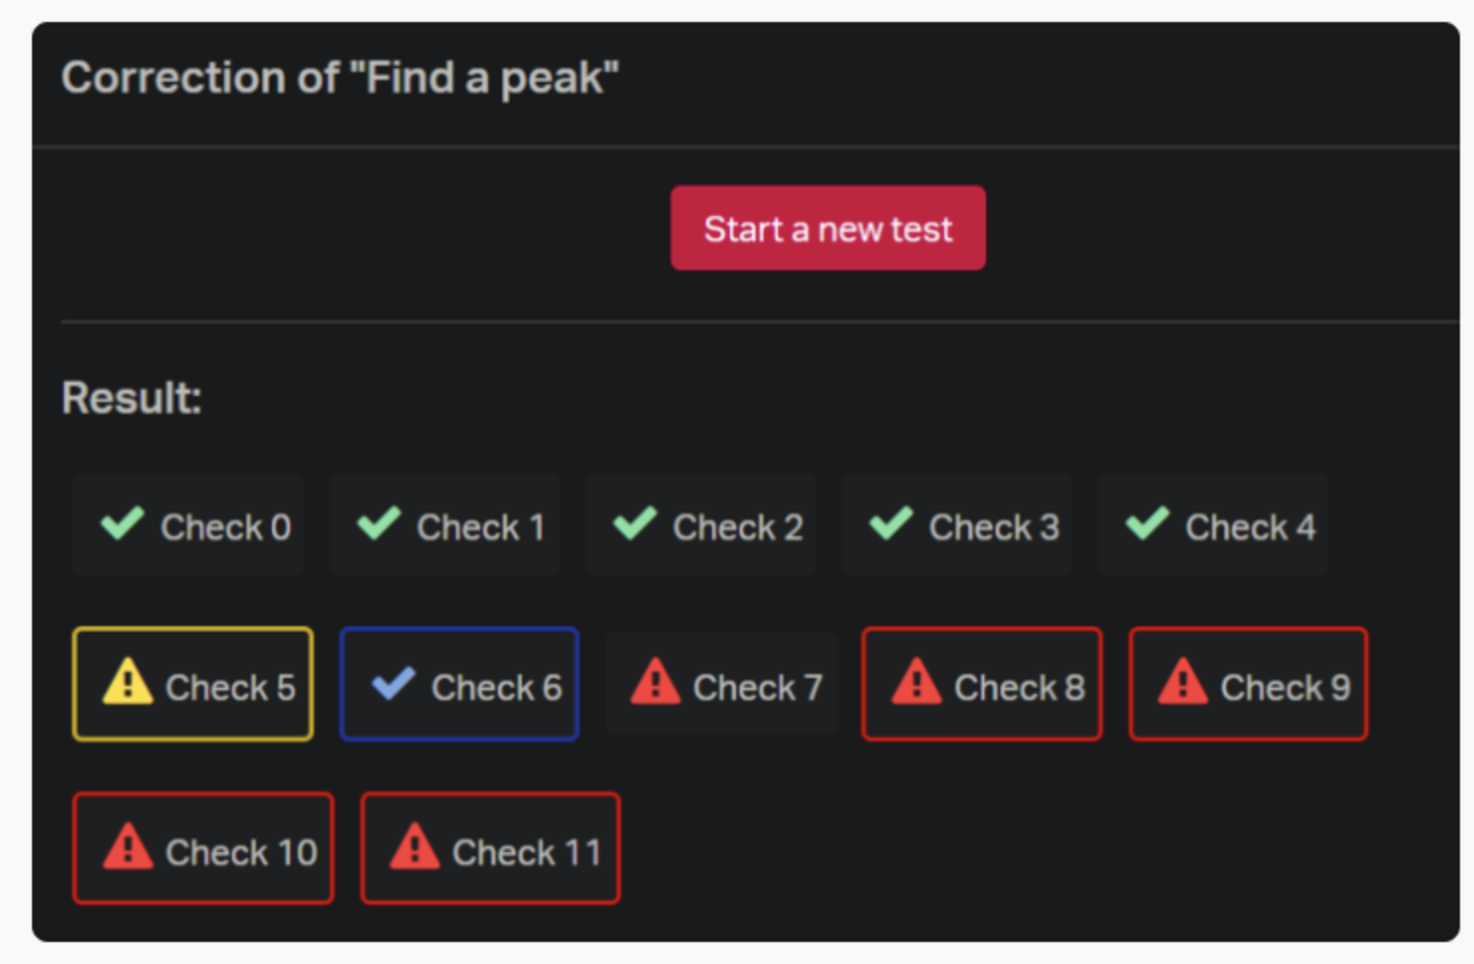 Correction of "Find a peak"
Start a new test
Result:
Check 0 Check 1 Check 2 Check 3 Check 4
Check 5 Check 6 Check 7 Check 8 Check 9
Check 10 Check 11